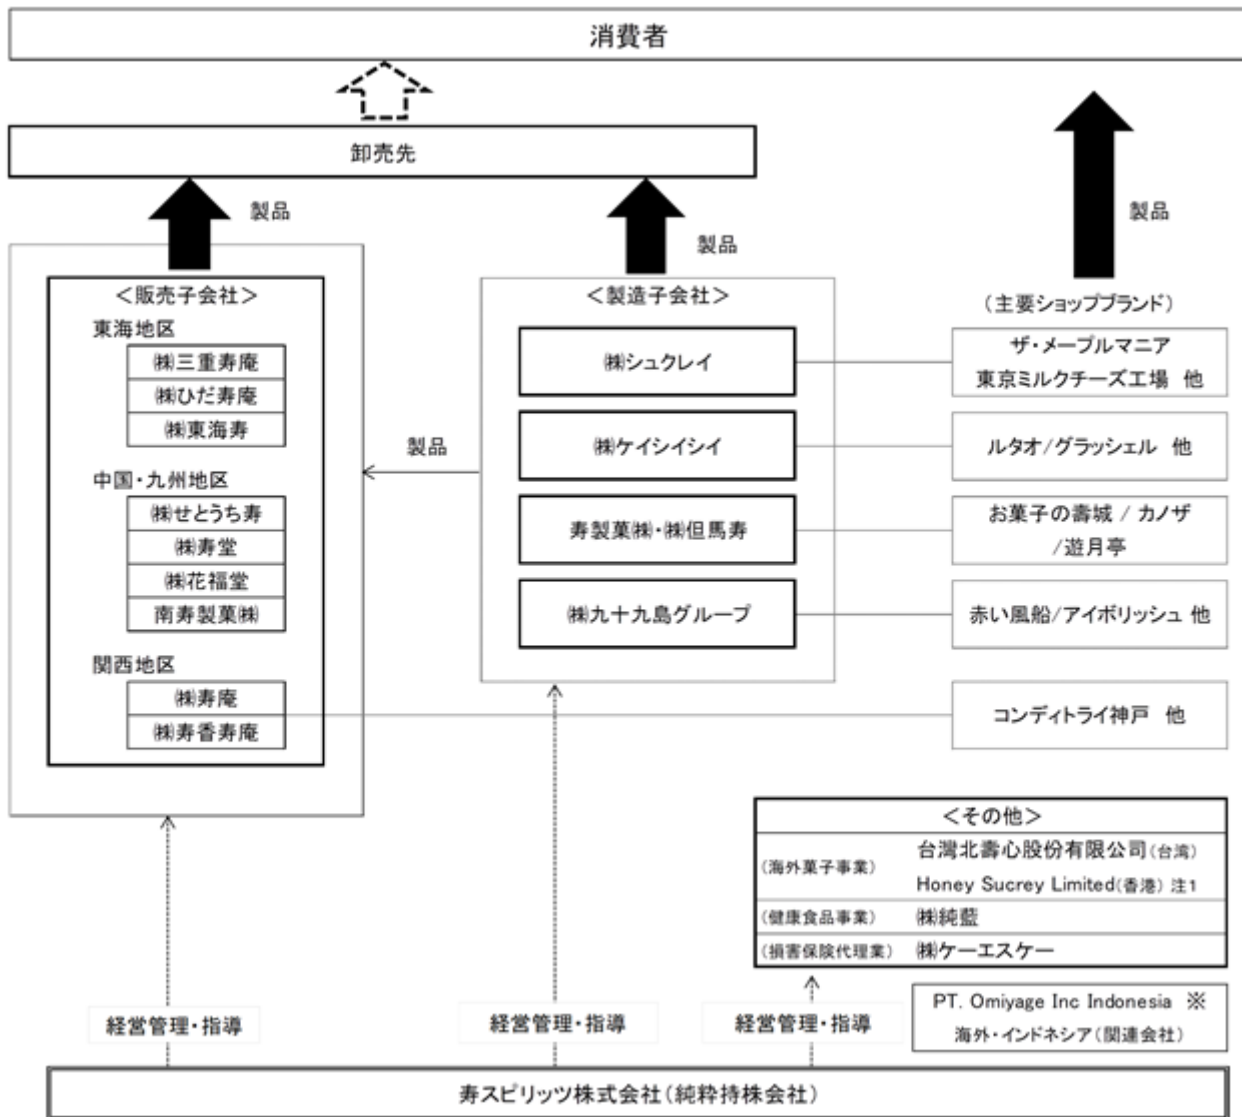 消費者
卸売先
製品
製品
製品
＜販売子会社＞
東海地区
㈱三重寿庵
㈱ひだ寿庵
㈱東海寿
中国・九州地区
㈱せとうち寿
㈱寿堂
㈱花福堂
南寿製菓㈱
関西地区
㈱寿庵
㈱寿香寿庵
製品
＜製造子会社＞
㈱シュクレイ
㈱ケイシイシイ
寿製菓㈱・㈱但馬寿
㈱九十九島グループ
（主要ショップブランド）
ザ・メープルマニア
東京ミルクチーズ工場 他
ルタオ/グラッシェル 他
お菓子の壽城 / カノザ
/遊月亭
赤い風船/アイボリッシュ 他
コンディトライ神戸 他
＜その他＞
（海外菓子事業） 台灣北壽心股份有限公司（台湾）
Honey Sucrey Limited（香港） 注1
（健康食品事業） ㈱純藍
（損害保険代理業） ㈱ケーエスケー
PT. Omiyage Inc Indonesia ※
海外・インドネシア（関連会社）
経営管理・指導
経営管理・指導
経営管理・指導
寿スピリッツ株式会社（純粋持株会社）